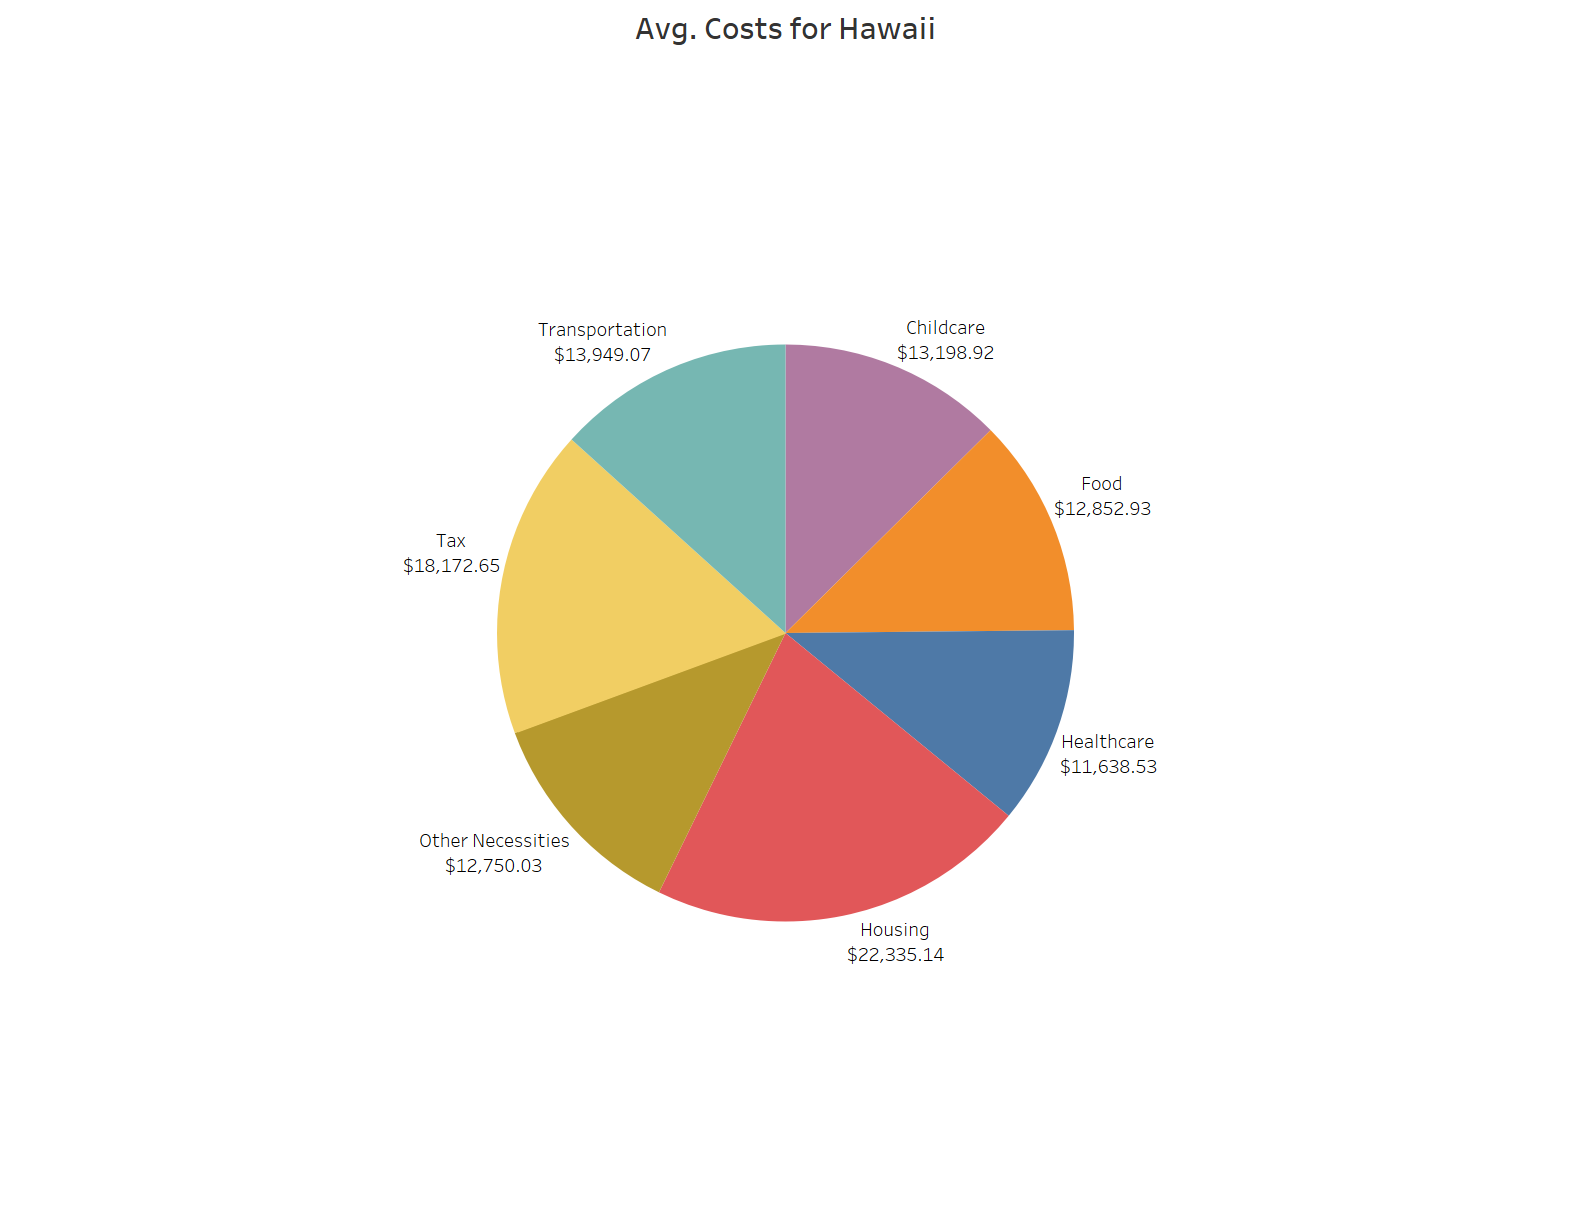 Avg. Costs for Hawaii
Transportation
$13,949.07
Childcare
$13,198.92
Food
$12,852.93
Tax
$18,172.65
Healthcare
$11,638.53
Other Necessities
$12,750.03
Housing
$22,335.14